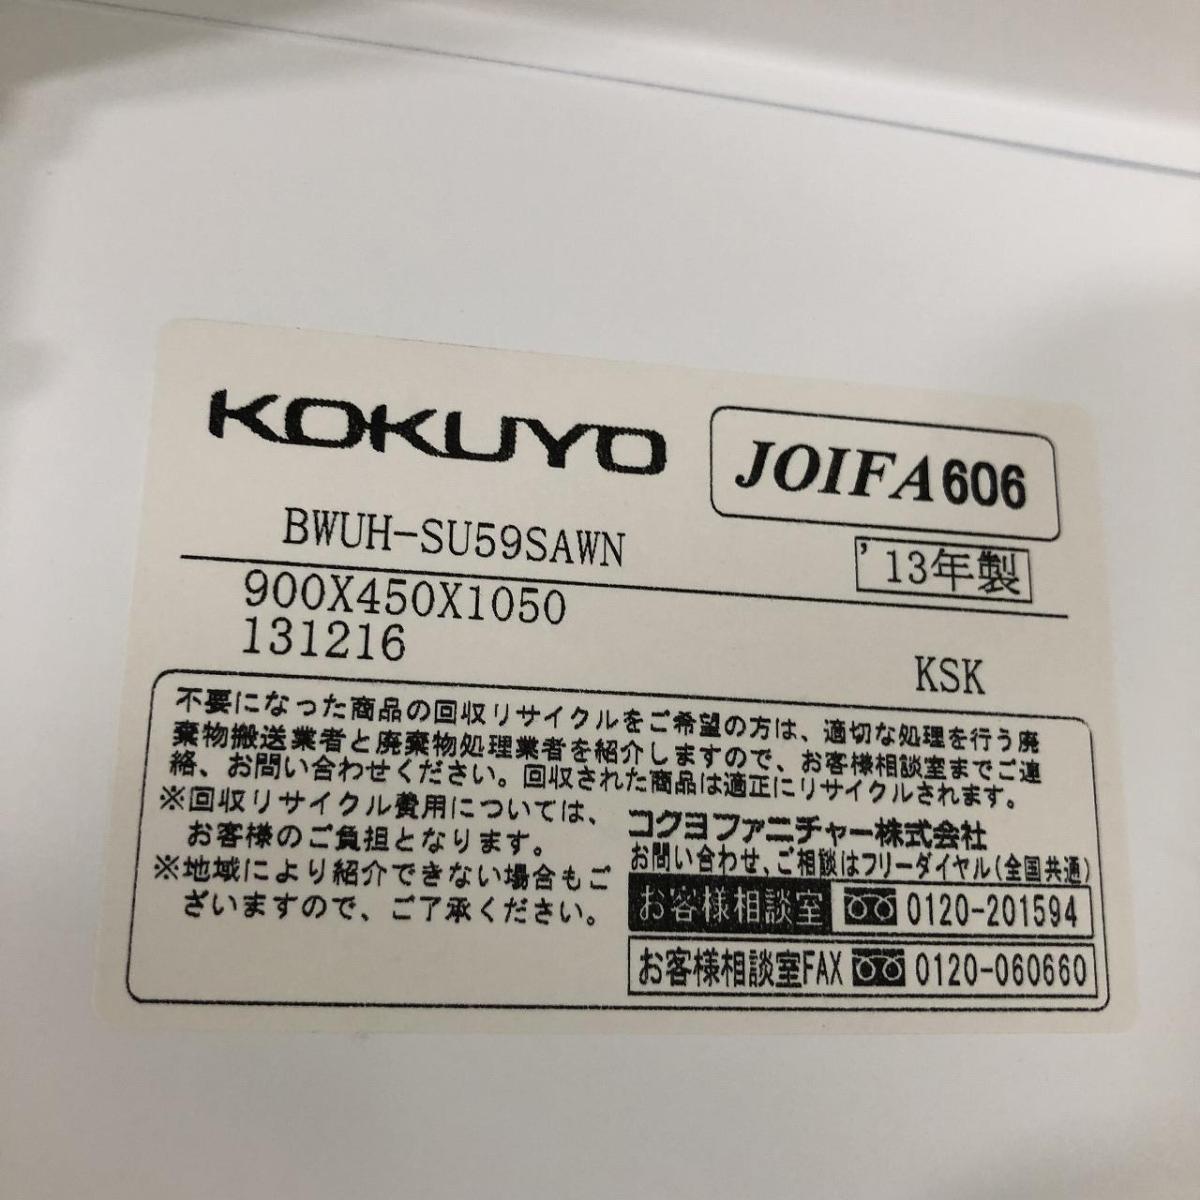 KOKUYO
JOIFA606
BWUH-SU59SAWN
'13年製
900X450X1050
131216
KSK
不要になった商品の回収リサイクルをご希望の方は、適切な処理を行う廃
棄物搬送業者と廃棄物処理業者を紹介しますので、お客様相談室までご連
絡、お問い合わせください。回収された商品は適正にリサイクルされます。
※回収リサイクル費用については、
お客様のご負担となります。
※地域により紹介できない場合もご
ざいますので、ご了承ください。
コクヨファニチャー株式会社
お問い合わせ、ご相談はフリーダイヤル(全国共通)
お客様相談室 0120-201594
お客様相談室FAX 0120-060660